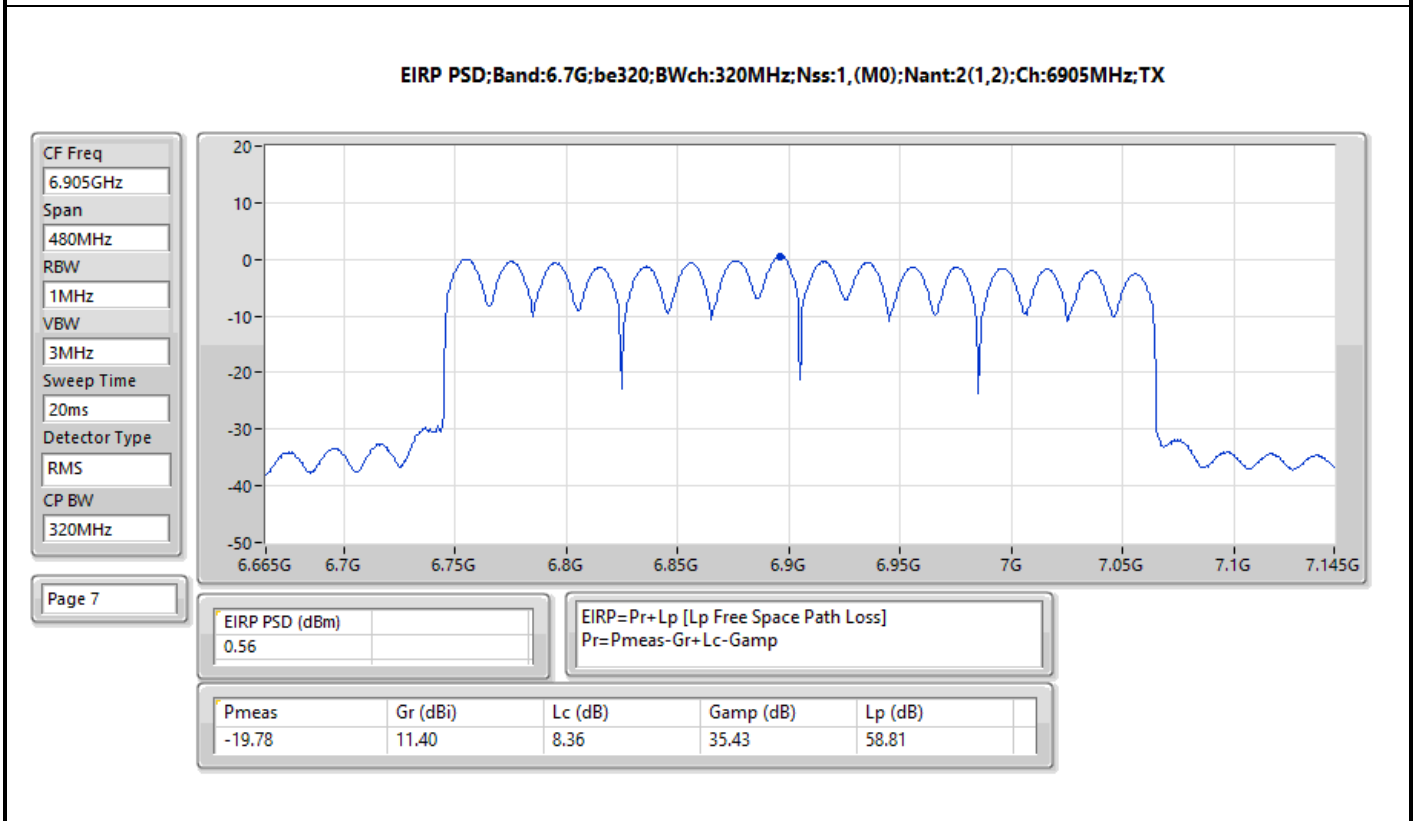 EIRP PSD;Band:6.7G;be320;BWch:320MHz;Nss:1,(M0);Nant:2(1,2);Ch:6905MHz;TX
CF Freq
6.905GHz
Span
480MHz
RBW
1MHz
VBW
3MHz
Sweep Time
20ms
Detector Type
RMS
CP BW
320MHz
Page 7
20
10
0
-10
-20
-30
-40
-50
6.665G 6.7G 6.75G 6.8G 6.85G 6.9G 6.95G 7G 7.05G 7.1G 7.145G
EIRP PSD (dBm)
0.56
EIRP=Pr+Lp [Lp Free Space Path Loss]
Pr=Pmeas-Gr+Lc-Gamp
Pmeas Gr (dBi) Lc (dB) Gamp (dB) Lp (dB)
-19.78 11.40 8.36 35.43 58.81